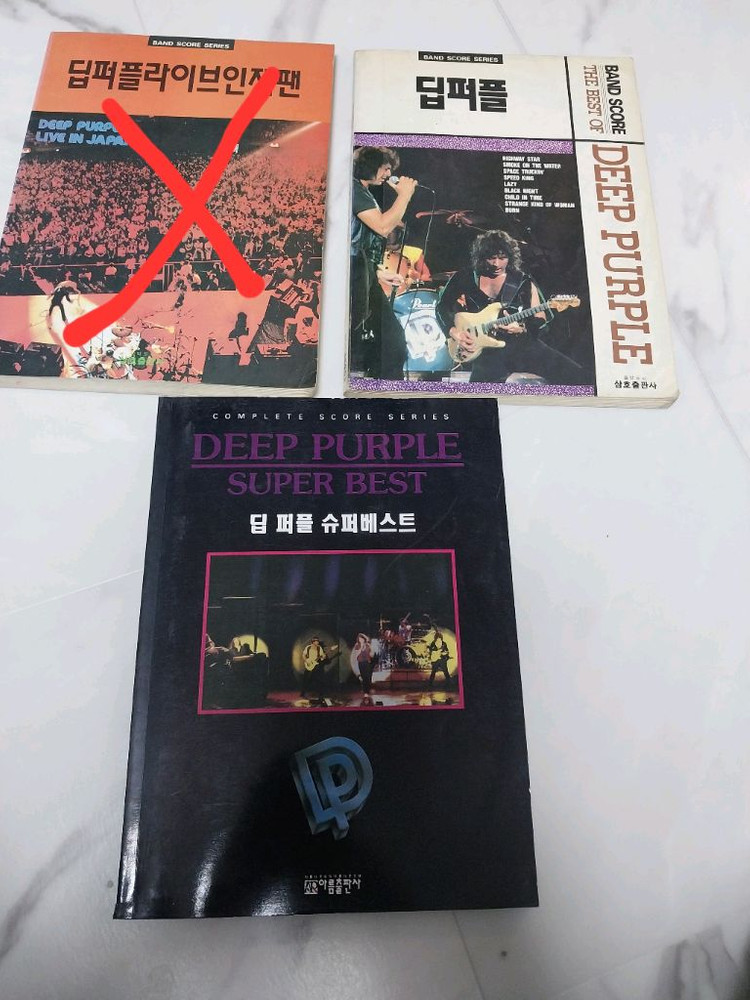 BAND SCORE SERIES
딥퍼플라이브인재팬
DEEP PURPLE
LIVE IN JAPAN
BAND SCORE SERIES
딥퍼플
HIGHWAY STAR
SMOKE ON THE WATER
SPACE TRUCKIN'
SPEED KING
LAZY
BLACK NIGHT
CHILD IN TIME
STRANGE KIND OF WOMAN
BURN
BAND SCORE
THE BEST OF
DEEP PURPLE
Pearl
삼호출판사
COMPLETE SCORE SERIES
DEEP PURPLE
SUPER BEST
딥 퍼플 슈퍼베스트
DP
아름출판사